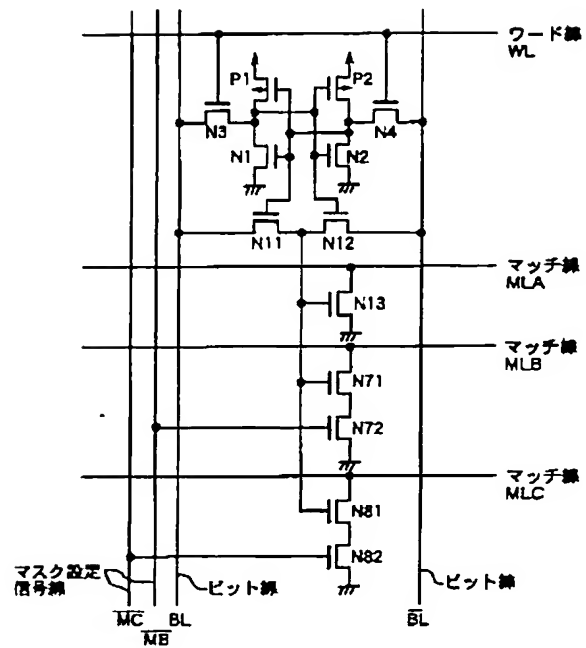 ワード線
WL
P1
P2
N3
N4
N1
N2
N11
N12
マッチ線
MLA
N13
マッチ線
MLB
N71
N72
マッチ線
MLC
N81
N82
マスク設定
信号線
ビット線
ビット線
MC
MB
BL
BL